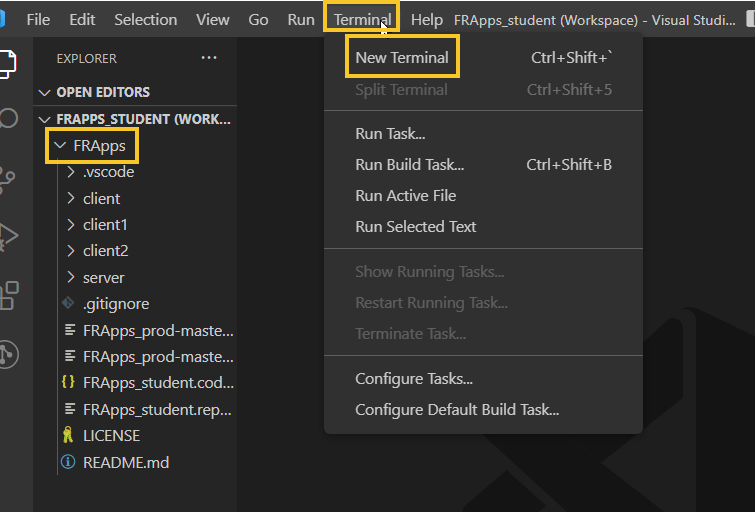 File Edit Selection View Go Run Terminal Help FRApps_student (Workspace) - Visual Studi...
EXPLORER ...
OPEN EDITORS
FRAPPS_STUDENT (WORK...
FRApps
.vscode
client
client1
client2
server
.gitignore
FRApps_prod-maste...
FRApps_prod-maste...
{} FRApps_student.cod...
FRApps_student.rep...
LICENSE
README.md
New Terminal Ctrl+Shift+`
Split Terminal Ctrl+Shift+5
Run Task...
Run Build Task... Ctrl+Shift+B
Run Active File
Run Selected Text
Show Running Tasks...
Restart Running Task...
Terminate Task...
Configure Tasks...
Configure Default Build Task...